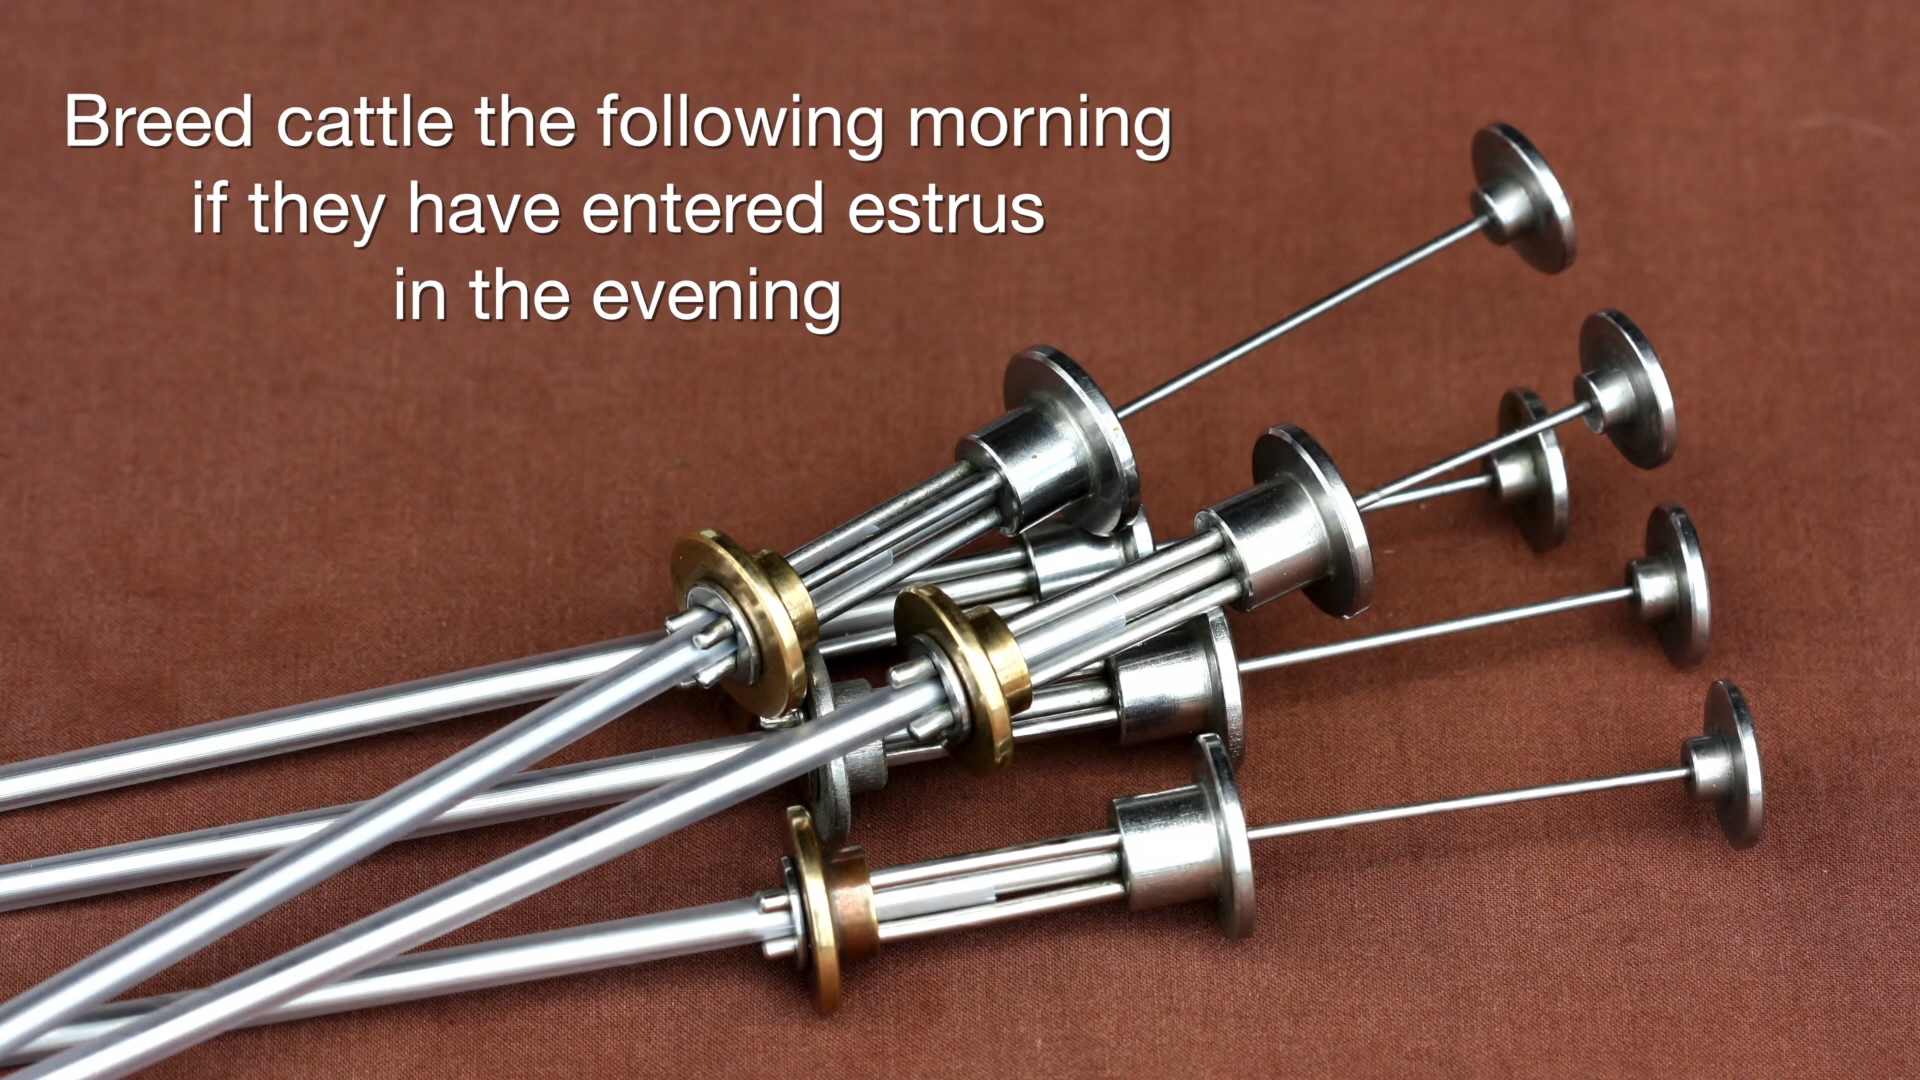 Breed cattle the following morning
if they have entered estrus
in the evening